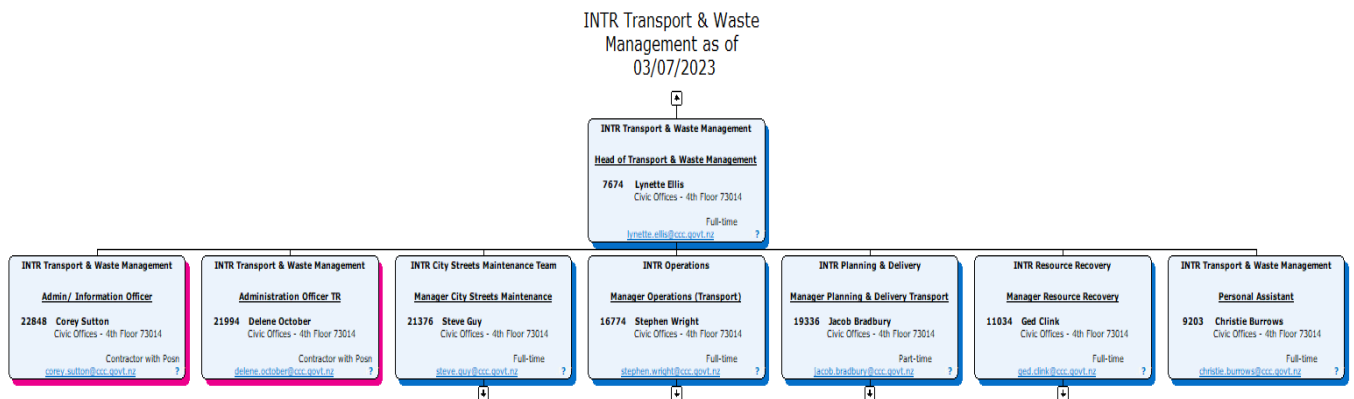 INTR Transport & Waste
Management as of
03/07/2023
INTR Transport & Waste Management
Head of Transport & Waste Management
7674 Lynette Ellis
Civic Offices - 4th Floor 73014
Full-time
lynette.ellis@ccc.govt.nz ?
INTR Transport & Waste Management
Admin/ Information Officer
22848 Corey Sutton
Civic Offices - 4th Floor 73014
Contractor with Posn
corey.sutton@ccc.govt.nz ?
INTR Transport & Waste Management
Administration Officer TR
21994 Delene October
Civic Offices - 4th Floor 73014
Contractor with Posn
delene.october@ccc.govt.nz ?
INTR City Streets Maintenance Team
Manager City Streets Maintenance
21376 Steve Guy
Civic Offices - 4th Floor 73014
Full-time
steve.guy@ccc.govt.nz ?
INTR Operations
Manager Operations (Transport)
16774 Stephen Wright
Civic Offices - 4th Floor 73014
Full-time
stephen.wright@ccc.govt.nz ?
INTR Planning & Delivery
Manager Planning & Delivery Transport
19336 Jacob Bradbury
Civic Offices - 4th Floor 73014
Part-time
jacob.bradbury@ccc.govt.nz ?
INTR Resource Recovery
Manager Resource Recovery
11034 Ged Clink
Civic Offices - 4th Floor 73014
Full-time
ged.clink@ccc.govt.nz ?
INTR Transport & Waste Management
Personal Assistant
9203 Christie Burrows
Civic Offices - 4th Floor 73014
Full-time
christie.burrows@ccc.govt.nz ?